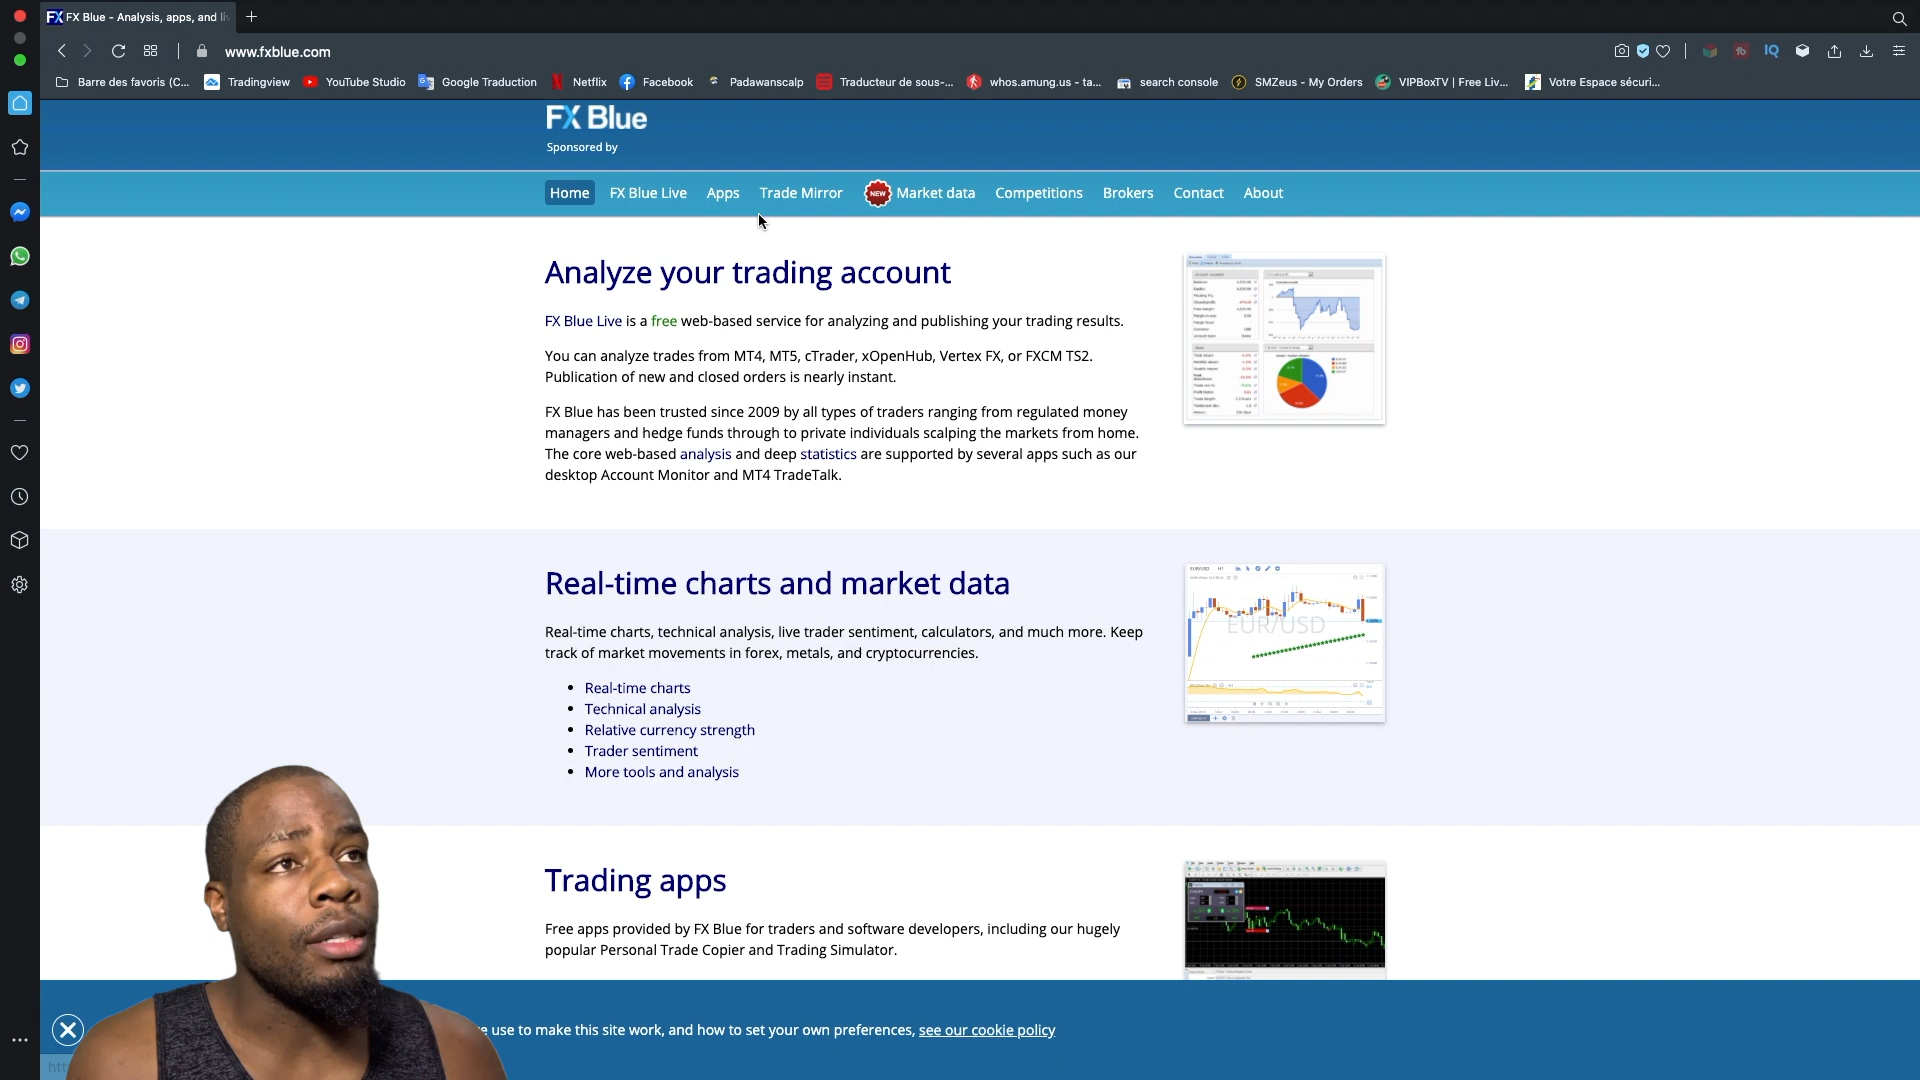 FX Blue - Analysis, apps, and li
www.fxblue.com
Barre des favoris (C...
Tradingview
YouTube Studio
Google Traduction
Netflix
Facebook
Padawanscalp
Traducteur de sous-...
whos.amung.us - ta...
search console
SMZeus - My Orders
VIPBoxTV | Free Liv...
Votre Espace sécuri...
FX Blue
Sponsored by
Home FX Blue Live Apps Trade Mirror NEW Market data Competitions Brokers Contact About
Analyze your trading account
FX Blue Live is a free web-based service for analyzing and publishing your trading results.
You can analyze trades from MT4, MT5, cTrader, xOpenHub, Vertex FX, or FXCM TS2.
Publication of new and closed orders is nearly instant.
FX Blue has been trusted since 2009 by all types of traders ranging from regulated money
managers and hedge funds through to private individuals scalping the markets from home.
The core web-based analysis and deep statistics are supported by several apps such as our
desktop Account Monitor and MT4 TradeTalk.
Real-time charts and market data
Real-time charts, technical analysis, live trader sentiment, calculators, and much more. Keep
track of market movements in forex, metals, and cryptocurrencies.
EUR/USD
Real-time charts
Technical analysis
Relative currency strength
Trader sentiment
More tools and analysis
Trading apps
Free apps provided by FX Blue for traders and software developers, including our hugely
popular Personal Trade Copier and Trading Simulator.
use to make this site work, and how to set your own preferences, see our cookie policy